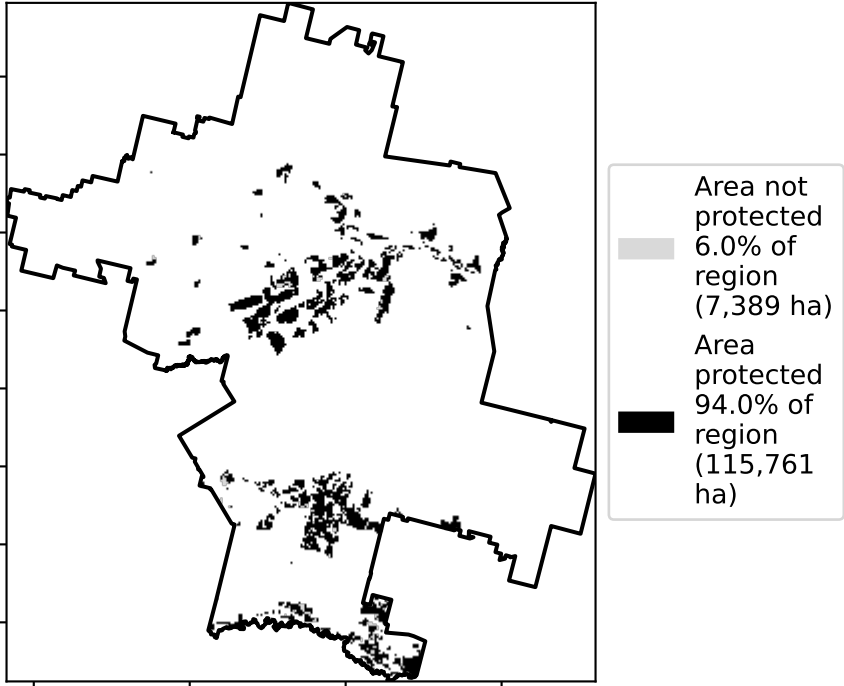 Area not
protected
6.0% of
region
(7,389 ha)
Area
protected
94.0% of
region
(115,761
ha)